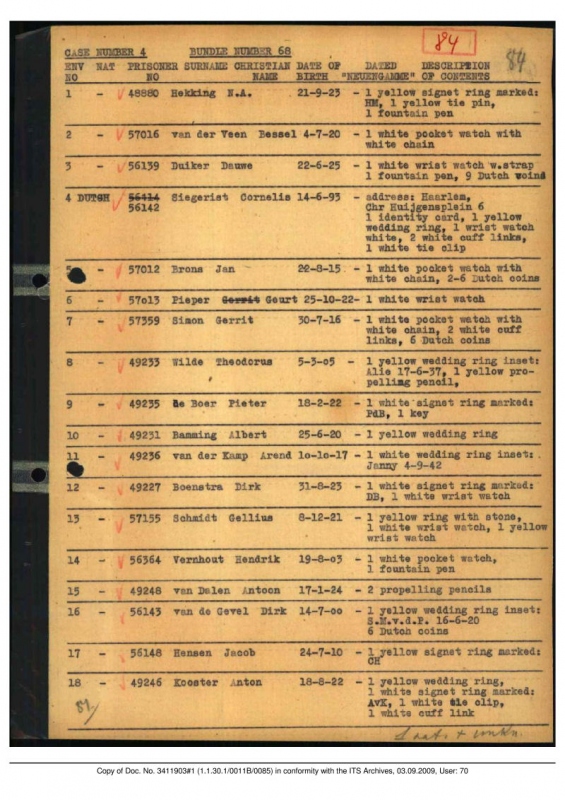 84
CASE NUMBER 4 BUNDLE NUMBER 68 84
ENV NAT PRISONER SURNAME CHRISTIAN DATE OF DATED DESCRIPTION
NO NO NAME BIRTH "NEUENGAMME" OF CONTENTS
1 - 48880 Hekking N.A. 21-9-23 - 1 yellow signet ring marked:
HM, 1 yellow tie pin,
1 fountain pen
2 - 57016 van der Veen Bessel 4-7-20 - 1 white pocket watch with
white chain
3 - 56139 Duiker Dauwe 22-6-25 - 1 white wrist watch w.strap
1 fountain pen, 9 Dutch coins
4 DUTCH 56414 Siegerist Cornelis 14-6-93 - address: Haarlem,
56142 Chr Huijgensplein 6
1 identity card, 1 yellow
wedding ring, 1 wrist watch
white, 2 white cuff links,
1 white tie clip
5 - 57012 Brons Jan 22-8-15 - 1 white pocket watch with
white chain, 2-6 Dutch coins
6 - 57o13 Pieper Gerrit Geurt 25-10-22- 1 white wrist watch
7 - 57359 Simon Gerrit 30-7-16 - 1 white pocket watch with
white chain, 2 white cuff
links, 6 Dutch coins
8 - 49233 Wilde Theodorus 5-3-o5 - 1 yellow wedding ring inset:
Alie 17-6-37, 1 yellow pro-
pelling pencil,
9 - 49235 de Boer Pieter 18-2-22 - 1 white signet ring marked:
PdB, 1 key
10 - 49231 Bamming Albert 25-6-20 - 1 yellow wedding ring
11 - 49236 van der Kamp Arend 1o-1o-17 - 1 white wedding ring inset:
Janny 4-9-42
12 - 49227 Boenstra Dirk 31-8-23 - 1 white signet ring marked:
DB, 1 white wrist watch
13 - 57155 Schmidt Gellius 8-12-21 - 1 yellow ring with stone,
1 white wrist watch, 1 yellow
wrist watch
14 - 56364 Vernhout Hendrik 19-8-o3 - 1 white pocket watch,
1 fountain pen
15 - 49248 van Dalen Antoon 17-1-24 - 2 propelling pencils
16 - 56143 van de Gevel Dirk 14-7-oo - 1 yellow wedding ring inset:
S.M.v.d.P. 16-6-20
6 Dutch coins
17 - 56148 Hensen Jacob 24-7-10 - 1 yellow signet ring marked:
CH
18 - 49246 Kooster Anton 18-8-22 - 1 yellow wedding ring,
1 white signet ring marked:
AvK, 1 white tie clip,
1 white cuff link
Copy of Doc. No. 3411903#1 (1.1.30.1/0011B/0085) in conformity with the ITS Archives, 03.09.2009, User: 70